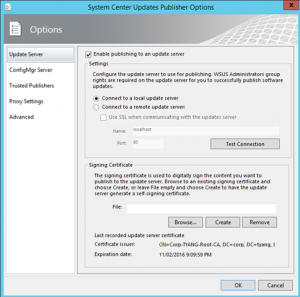 System Center Updates Publisher Options
Options
Update Server
ConfigMgr Server
Trusted Publishers
Proxy Settings
Advanced
Enable publishing to an update server
Settings
Configure the update server to use for publishing. WSUS Administrators group
rights are required on the update server for you to successfully publish software
updates.
Connect to a local update server
Connect to a remote update server
Use SSL when communicating with the updates server
Name: localhost
Port: 80
Test Connection
Signing Certificate
The signing certificate is used to digitally sign the content you want to
publish to the update server. Browse to an existing signing certificate and
choose Create, or leave File empty and Choose to have the update
server generate a self-signing certificate.
File:
Browse...
Create
Remove
Last recorded update server certificate
Certificate issuer: CN=Corp-TYANG-Root-CA, DC=corp, DC=tyang,
Expiration date: 11/02/2016 9:09:59 PM
OK
Cancel